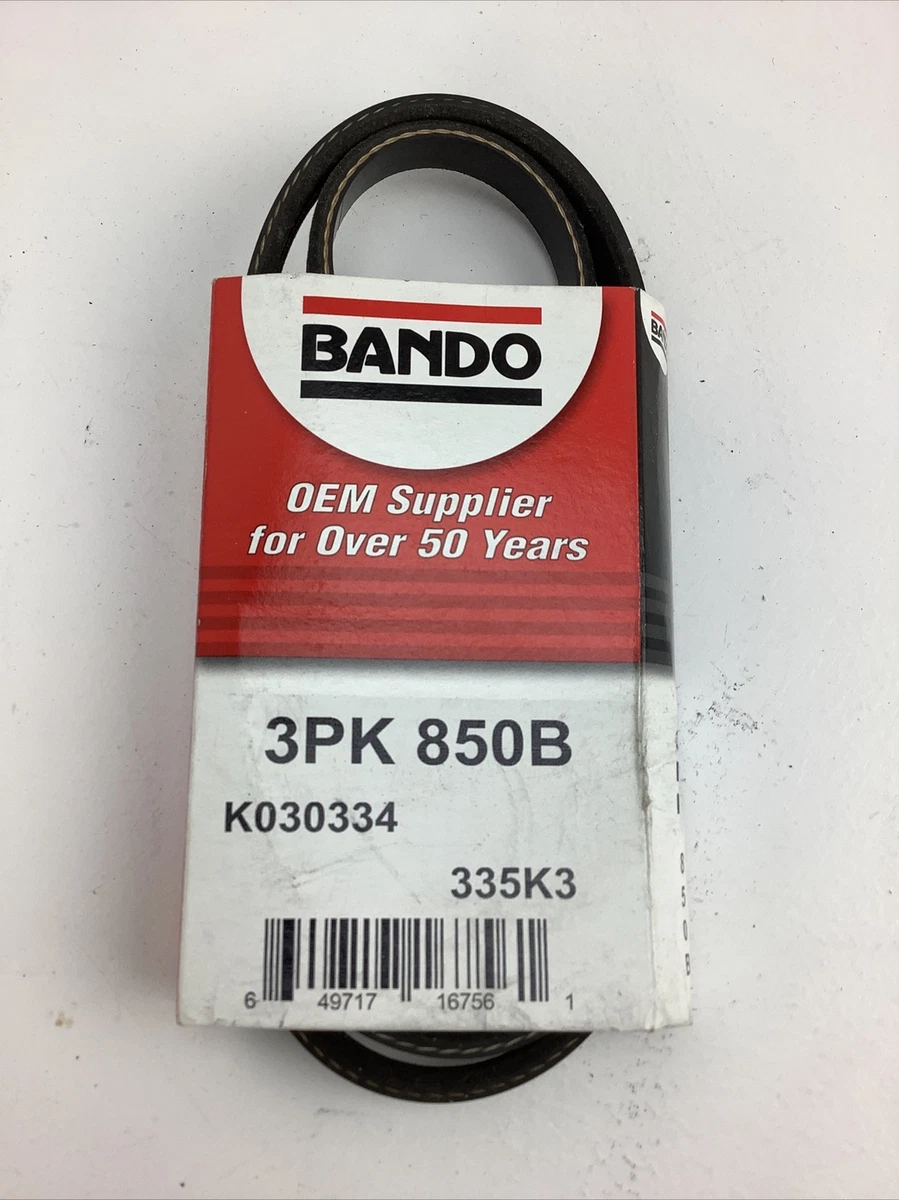 BANDO
OEM Supplier
for Over 50 Years
3PK 850B
K030334
335K3
6 49717 16756 1